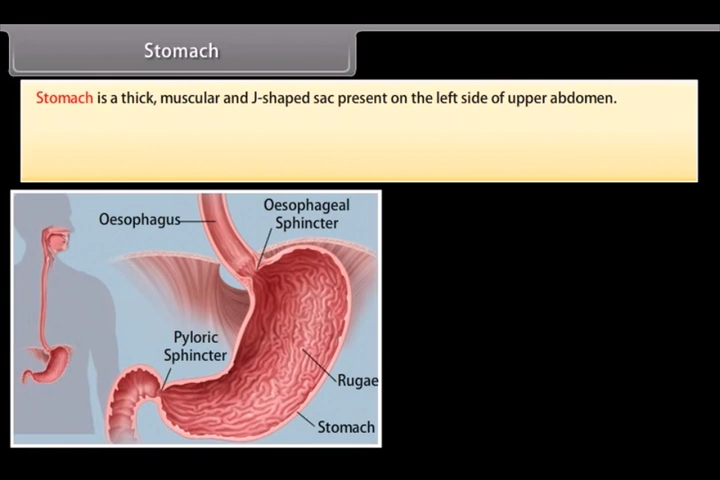 Stomach
Stomach is a thick, muscular and J-shaped sac present on the left side of upper abdomen.
Oesophagus
Oesophageal
Sphincter
Pyloric
Sphincter
Rugae
Stomach